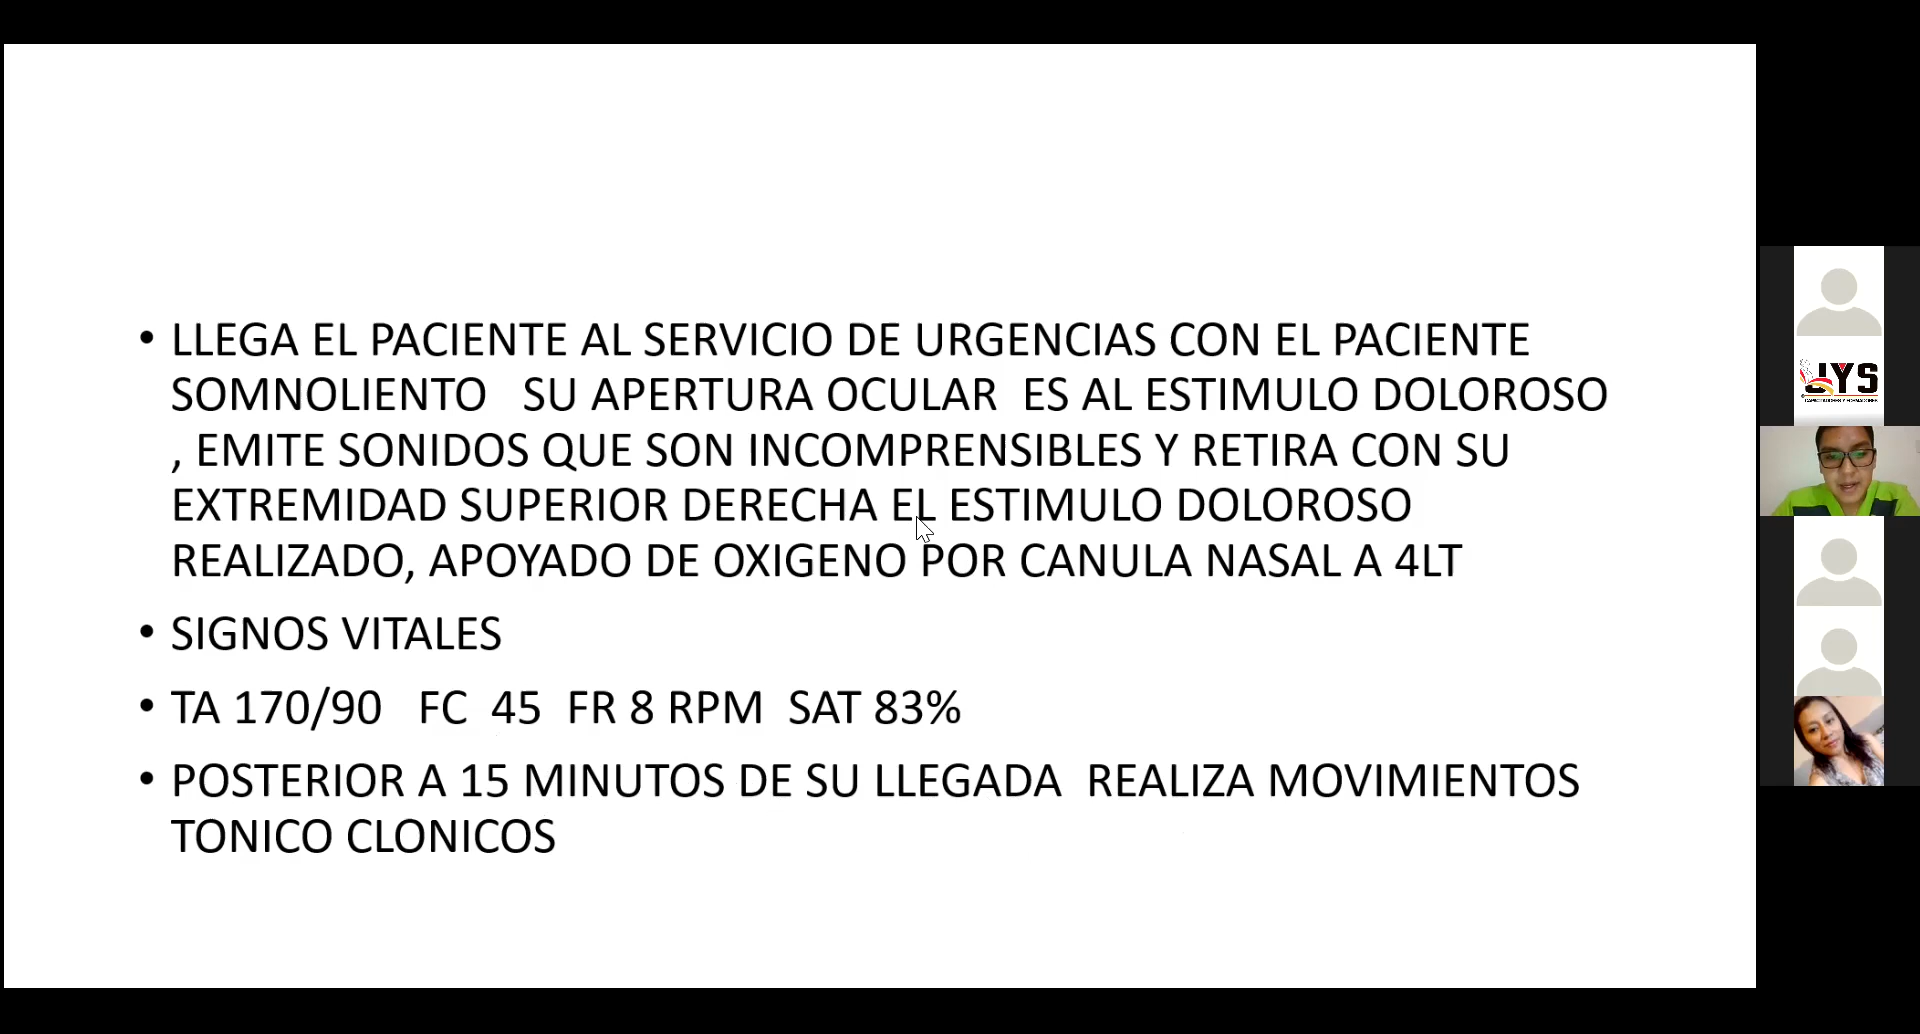 • LLEGA EL PACIENTE AL SERVICIO DE URGENCIAS CON EL PACIENTE
SOMNOLIENTO SU APERTURA OCULAR ES AL ESTIMULO DOLOROSO
, EMITE SONIDOS QUE SON INCOMPRENSIBLES Y RETIRA CON SU
EXTREMIDAD SUPERIOR DERECHA EL ESTIMULO DOLOROSO
REALIZADO, APOYADO DE OXIGENO POR CANULA NASAL A 4LT
• SIGNOS VITALES
• TA 170/90 FC 45 FR 8 RPM SAT 83%
• POSTERIOR A 15 MINUTOS DE SU LLEGADA REALIZA MOVIMIENTOS
TONICO CLONICOS
JYS